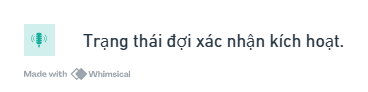 Trạng thái đợi xác nhận kích hoạt.
Made with Whimsical